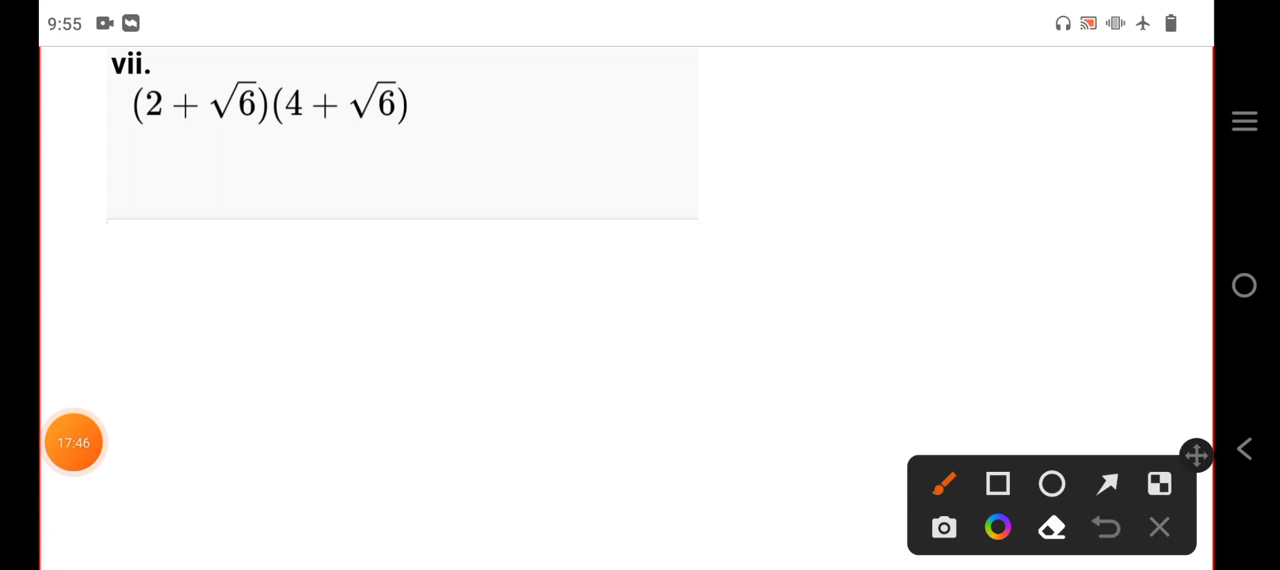 9:55
vii.
(2 + √6)(4 + √6)
17:46